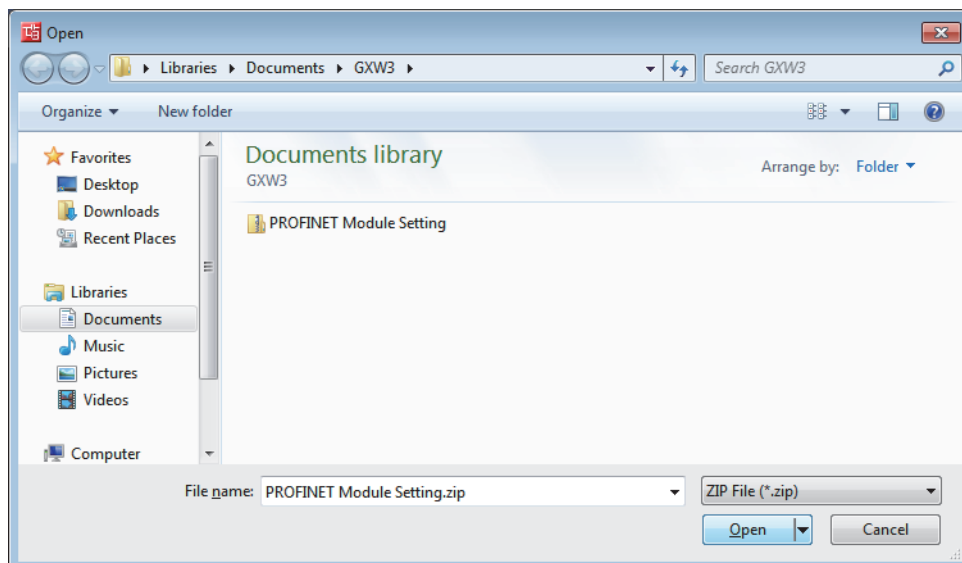 Open
Libraries Documents GXW3
Search GXW3
Organize New folder
Favorites
Desktop
Downloads
Recent Places
Libraries
Documents
Music
Pictures
Videos
Computer
Documents library
GXW3
Arrange by: Folder
PROFINET Module Setting
File name: PROFINET Module Setting.zip
ZIP File (*.zip)
Open Cancel